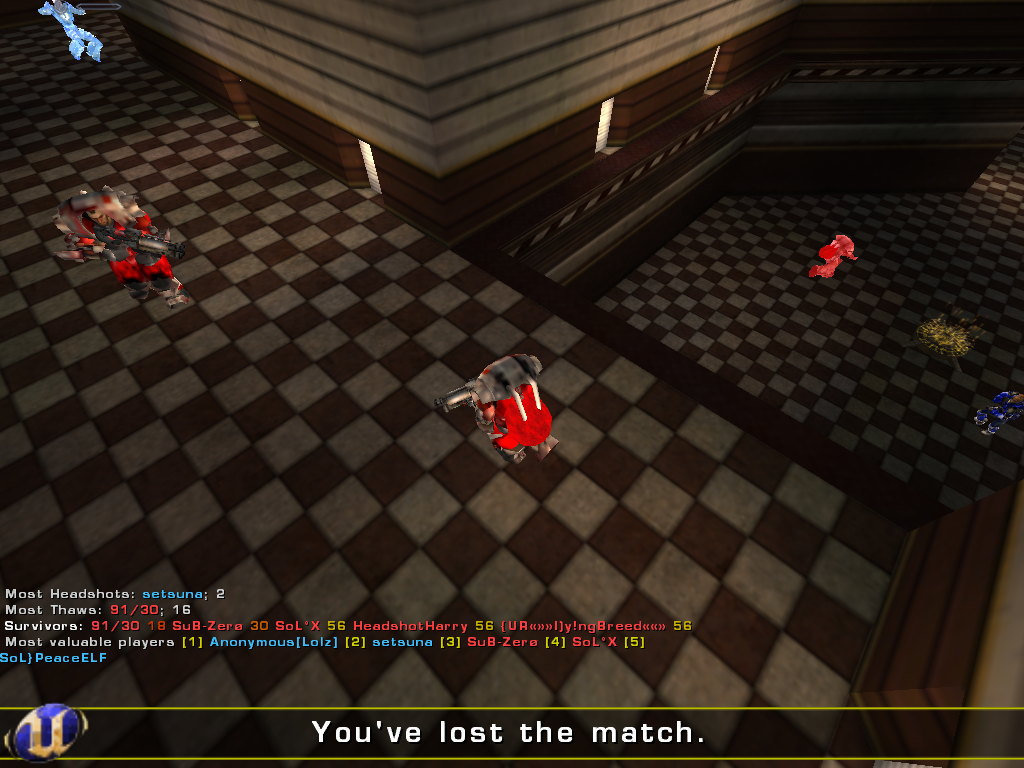 Most Headshots: setsuna; 2
Most Thaws: 91/30; 16
Survivors: 91/30 18 SuB-Zerø 30 SoL°X 56 HeadshotHarry 56 {UR«»»I)y!ngBreed««» 56
Most valuable players [1] Anonymous[Lolz] [2] setsuna [3] SuB-Zerø [4] SoL°X [5]
SoL}PeaceELF
You've lost the match.